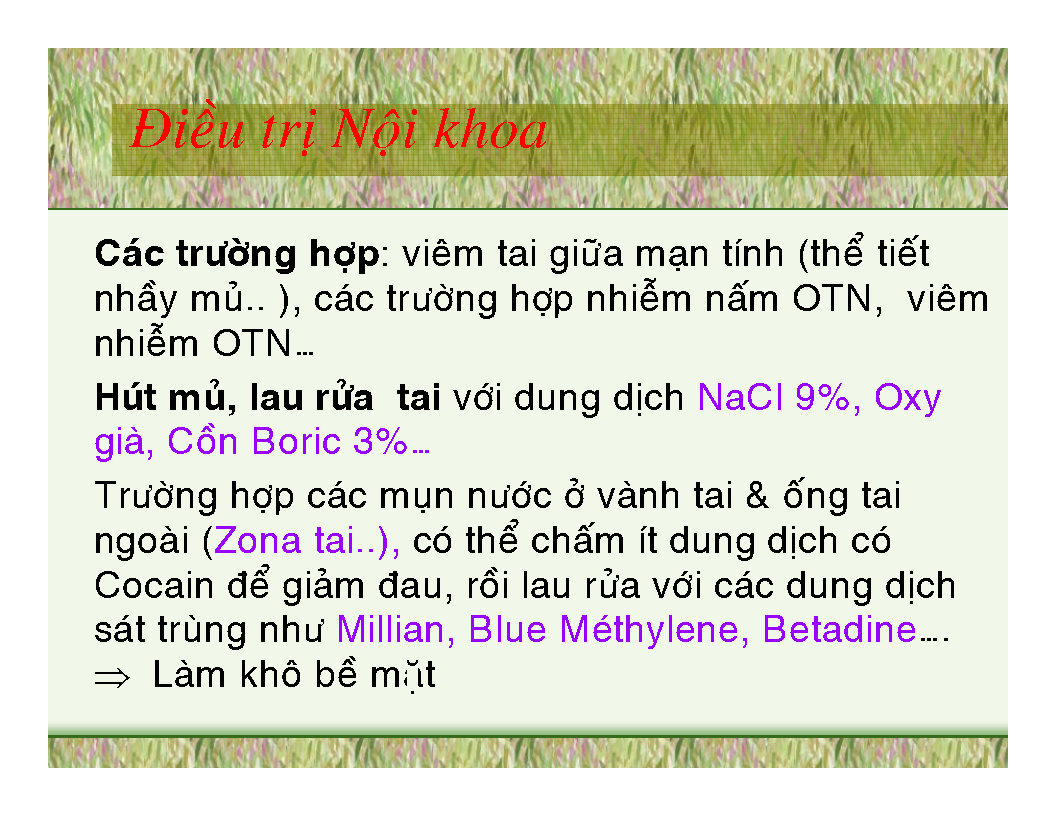 Điều trị Nội khoa
Các trường hợp: viêm tai giữa mạn tính (thể tiết
nhầy mủ.. ), các trường hợp nhiễm nấm OTN, viêm
nhiễm OTN...
Hút mủ, lau rửa tai với dung dịch NaCl 9%, Oxy
già, Cồn Boric 3%...
Trường hợp các mụn nước ở vành tai & ống tai
ngoài (Zona tai..), có thể chấm ít dung dịch có
Cocain để giảm đau, rồi lau rửa với các dung dịch
sát trùng như Millian, Blue Méthylene, Betadine....
⇒ Làm khô bề mặt